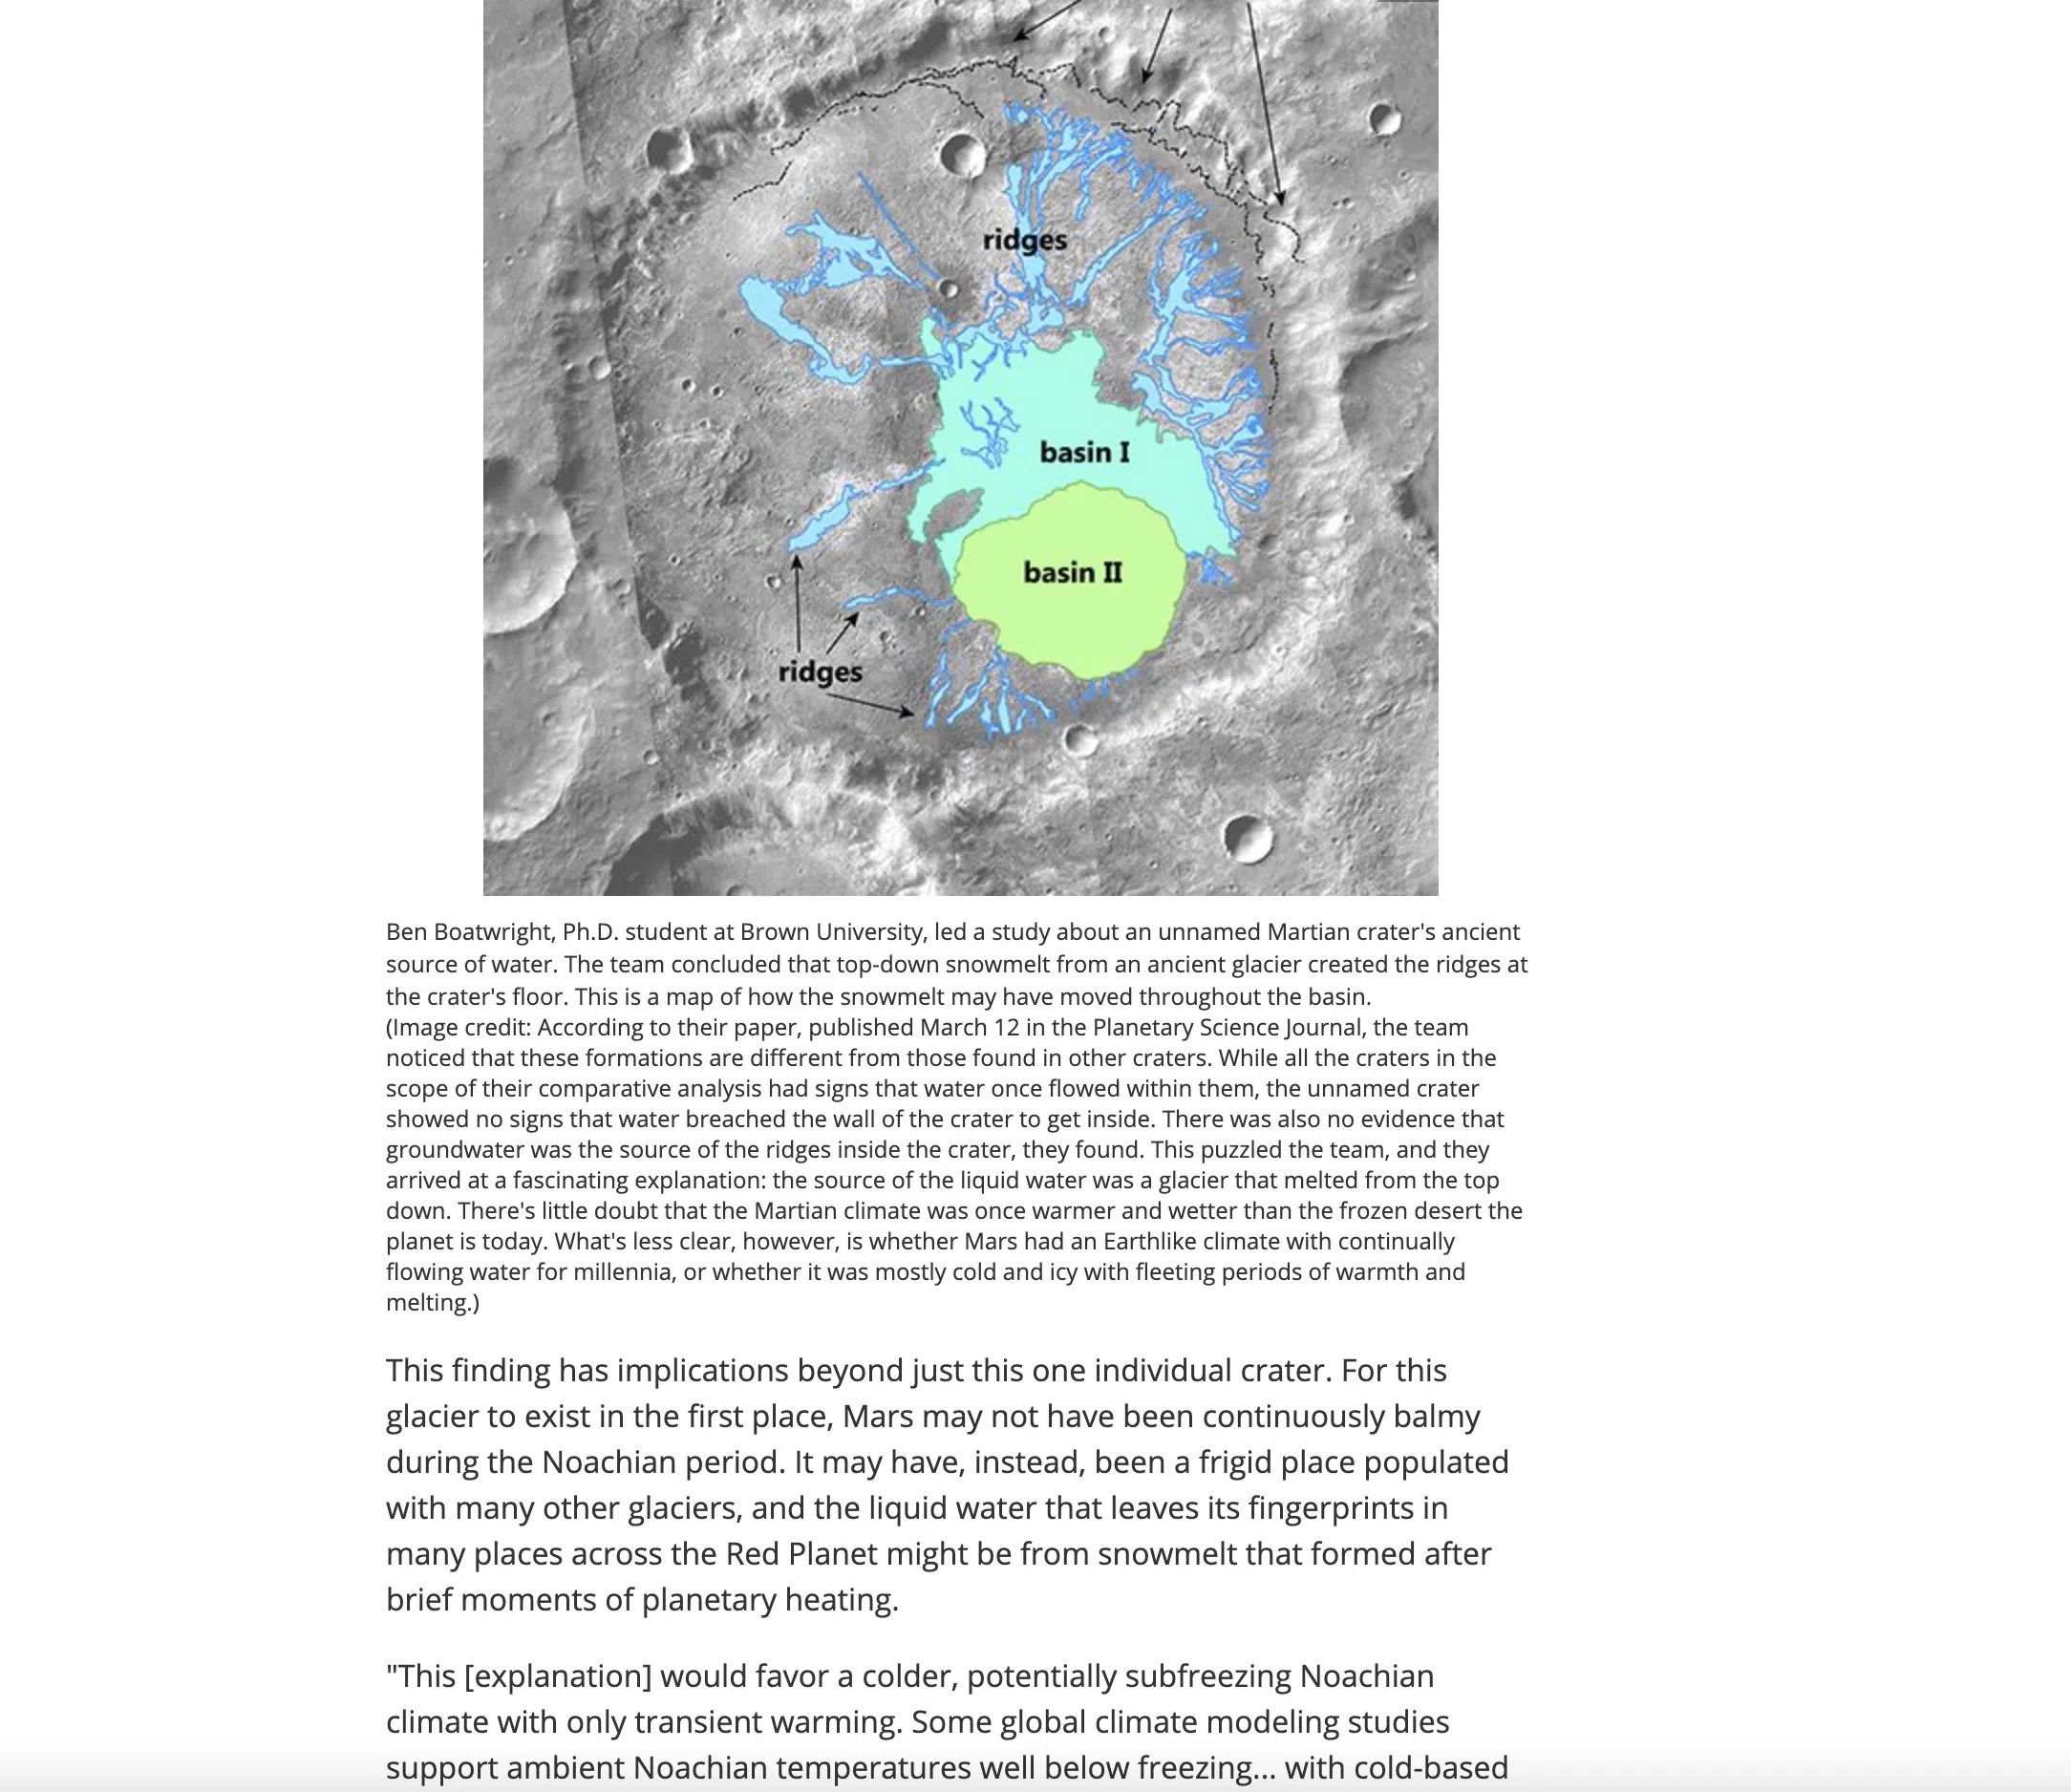 ridges
basin I
basin II
ridges
Ben Boatwright, Ph.D. student at Brown University, led a study about an unnamed Martian crater's ancient
source of water. The team concluded that top-down snowmelt from an ancient glacier created the ridges at
the crater's floor. This is a map of how the snowmelt may have moved throughout the basin.
(Image credit: According to their paper, published March 12 in the Planetary Science Journal, the team
noticed that these formations are different from those found in other craters. While all the craters in the
scope of their comparative analysis had signs that water once flowed within them, the unnamed crater
showed no signs that water breached the wall of the crater to get inside. There was also no evidence that
groundwater was the source of the ridges inside the crater, they found. This puzzled the team, and they
arrived at a fascinating explanation: the source of the liquid water was a glacier that melted from the top
down. There's little doubt that the Martian climate was once warmer and wetter than the frozen desert the
planet is today. What's less clear, however, is whether Mars had an Earthlike climate with continually
flowing water for millennia, or whether it was mostly cold and icy with fleeting periods of warmth and
melting.)
This finding has implications beyond just this one individual crater. For this
glacier to exist in the first place, Mars may not have been continuously balmy
during the Noachian period. It may have, instead, been a frigid place populated
with many other glaciers, and the liquid water that leaves its fingerprints in
many places across the Red Planet might be from snowmelt that formed after
brief moments of planetary heating.
"This [explanation] would favor a colder, potentially subfreezing Noachian
climate with only transient warming. Some global climate modeling studies
support ambient Noachian temperatures well below freezing... with cold-based